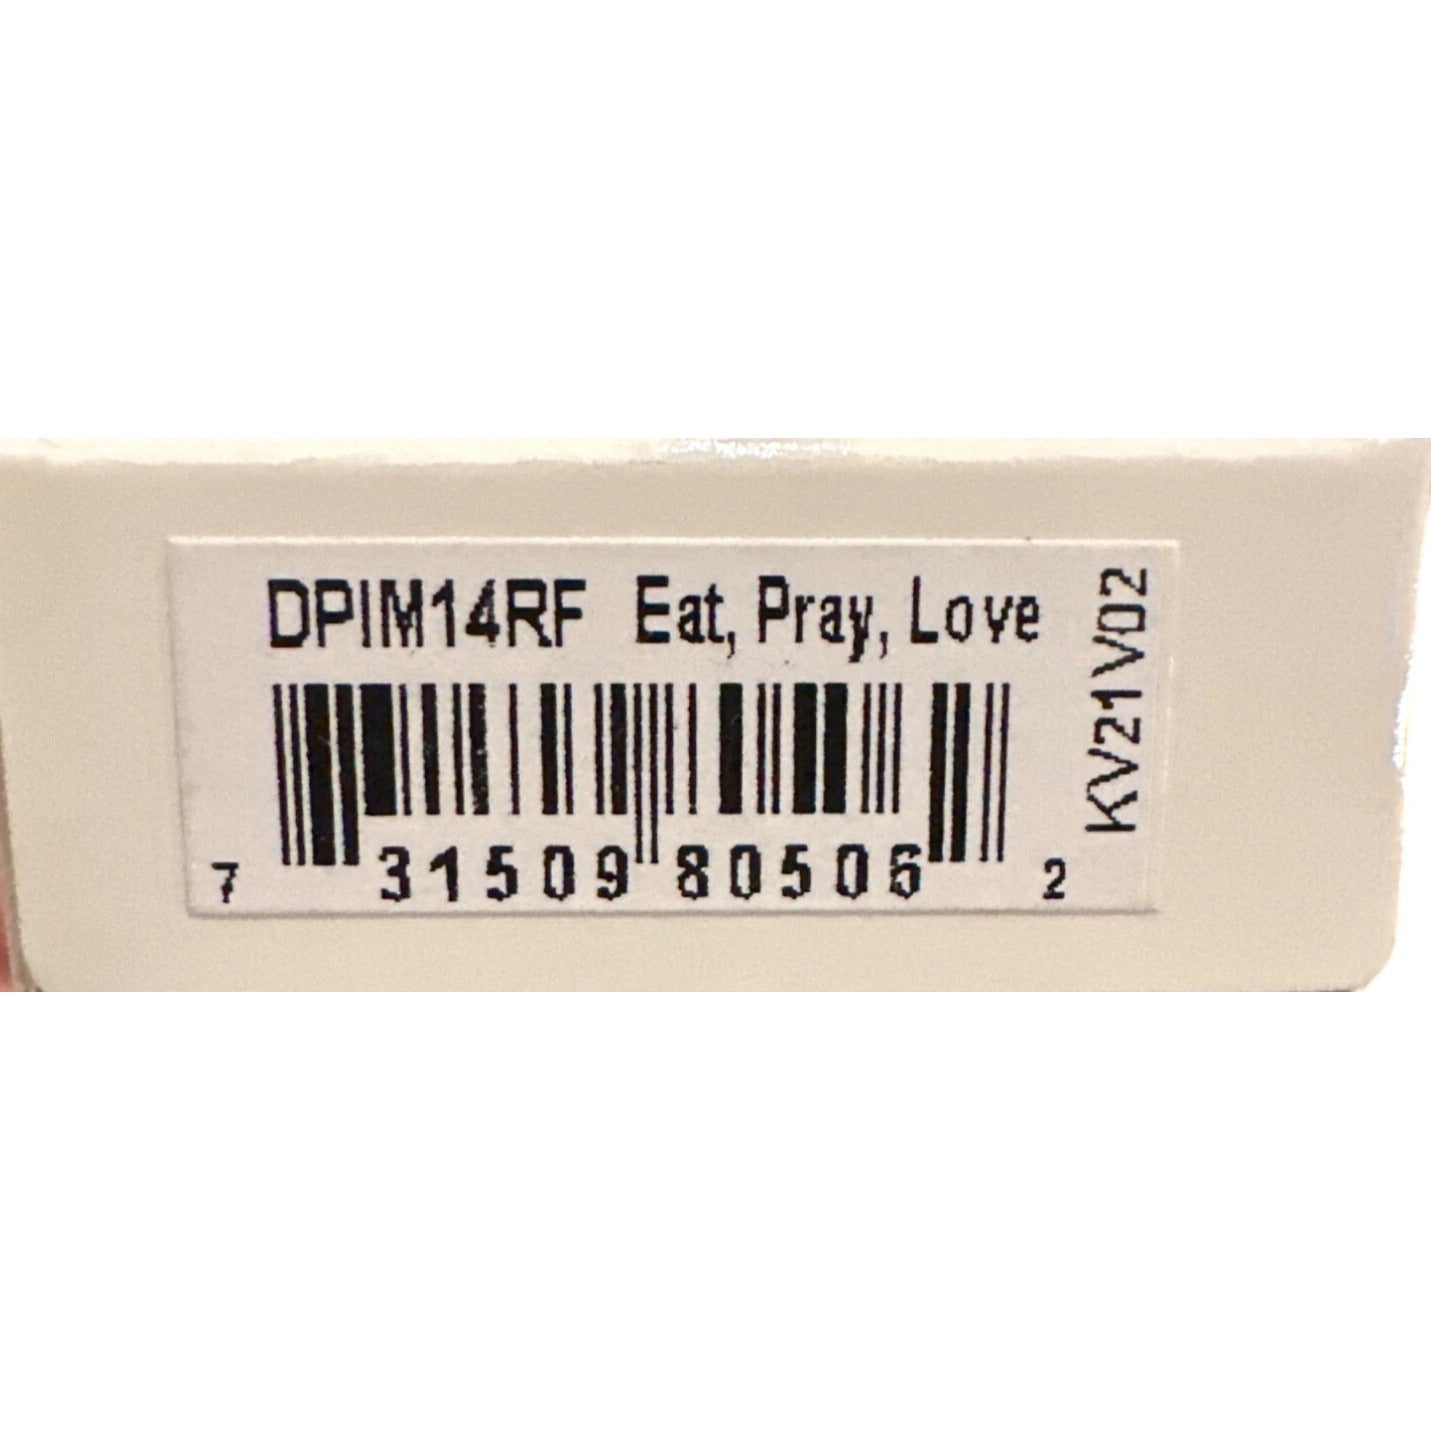 DPIM14RF Eat, Pray, Love
KV21V02
7 31509 80506 2